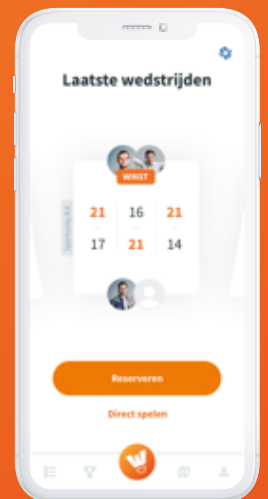 Laatste wedstrijden
WINST
21 16 21
17 21 14
Reserveren
Direct spelen